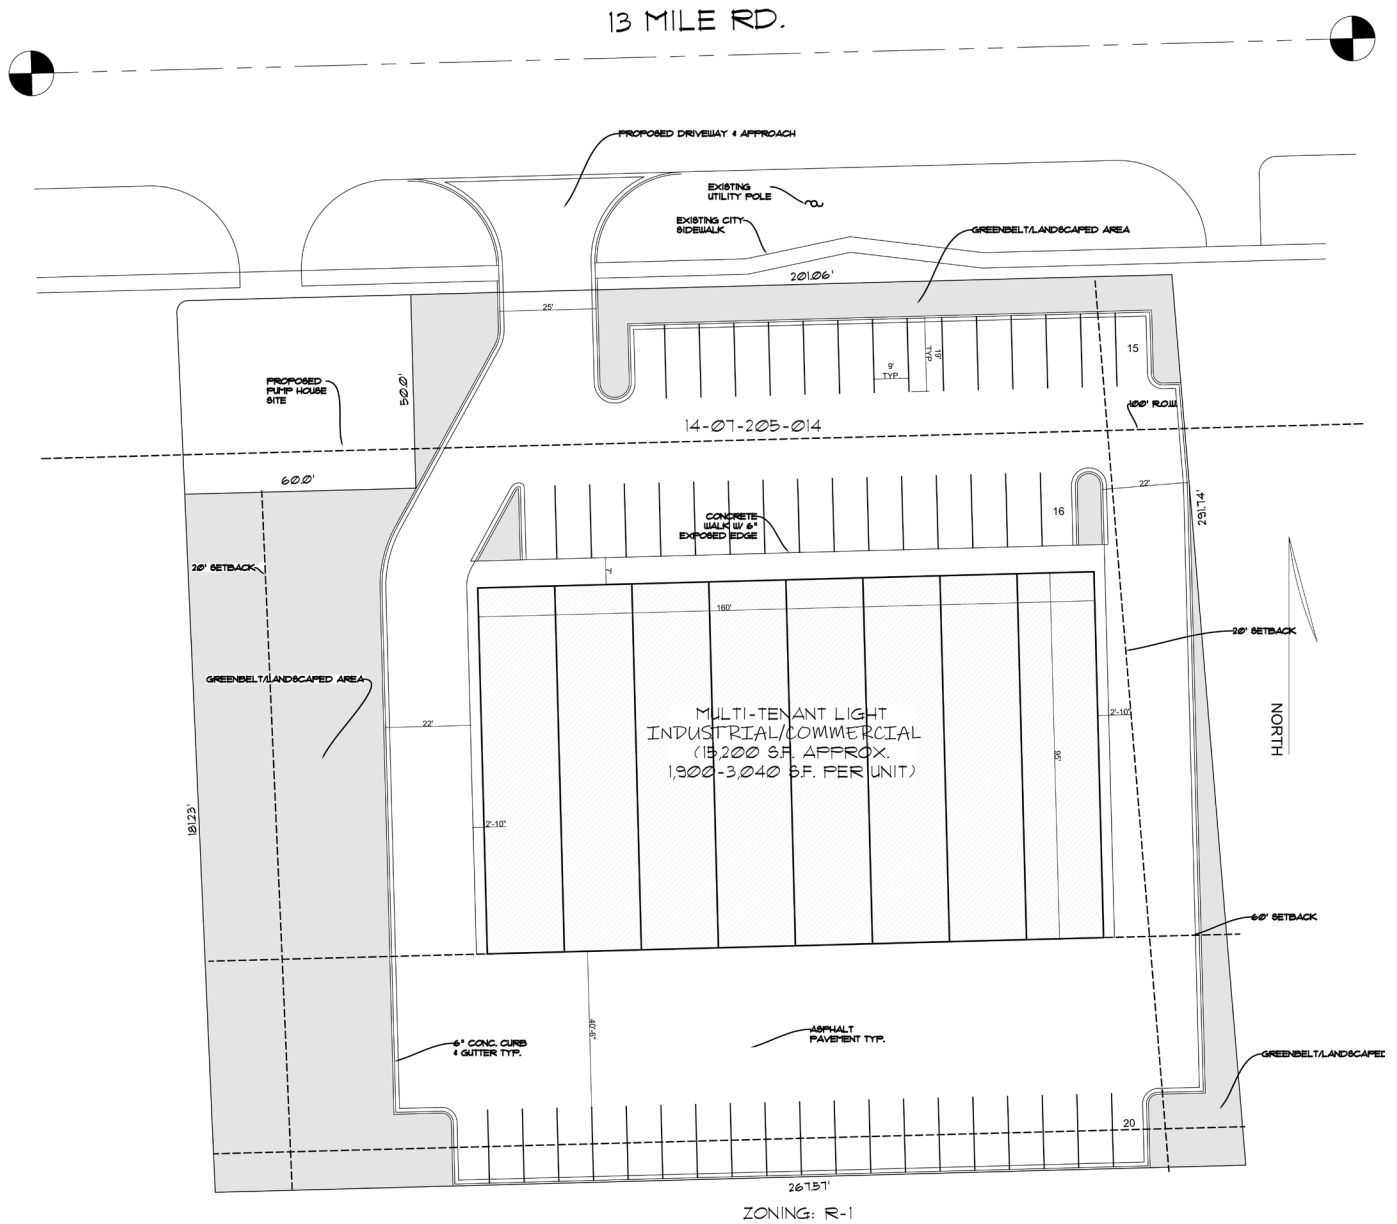 13 MILE RD.
PROPOSED DRIVEWAY & APPROACH
EXISTING
UTILITY POLE
EXISTING CITY
SIDEWALK
GREENBELT/LANDSCAPED AREA
201.06'
25'
15
9'
TYP.
19'
TYP.
PROPOSED
PUMP HOUSE
SITE
50.0'
100' R.O.W.
14-07-205-014
60.0'
22'
291.74'
16
CONCRETE
WALK W/ 6"
EXPOSED EDGE
20' SETBACK
7'
160'
20' SETBACK
GREENBELT/LANDSCAPED AREA
22'
2'-10"
MULTI-TENANT LIGHT
INDUSTRIAL/COMMERCIAL
(15,200 S.F. APPROX.
1,900-3,040 S.F. PER UNIT)
95'
NORTH
181.23'
2'-10"
60' SETBACK
40'-6"
6" CONC. CURB
& GUTTER TYP.
ASPHALT
PAVEMENT TYP.
GREENBELT/LANDSCAPED
20
267.57'
ZONING: R-1